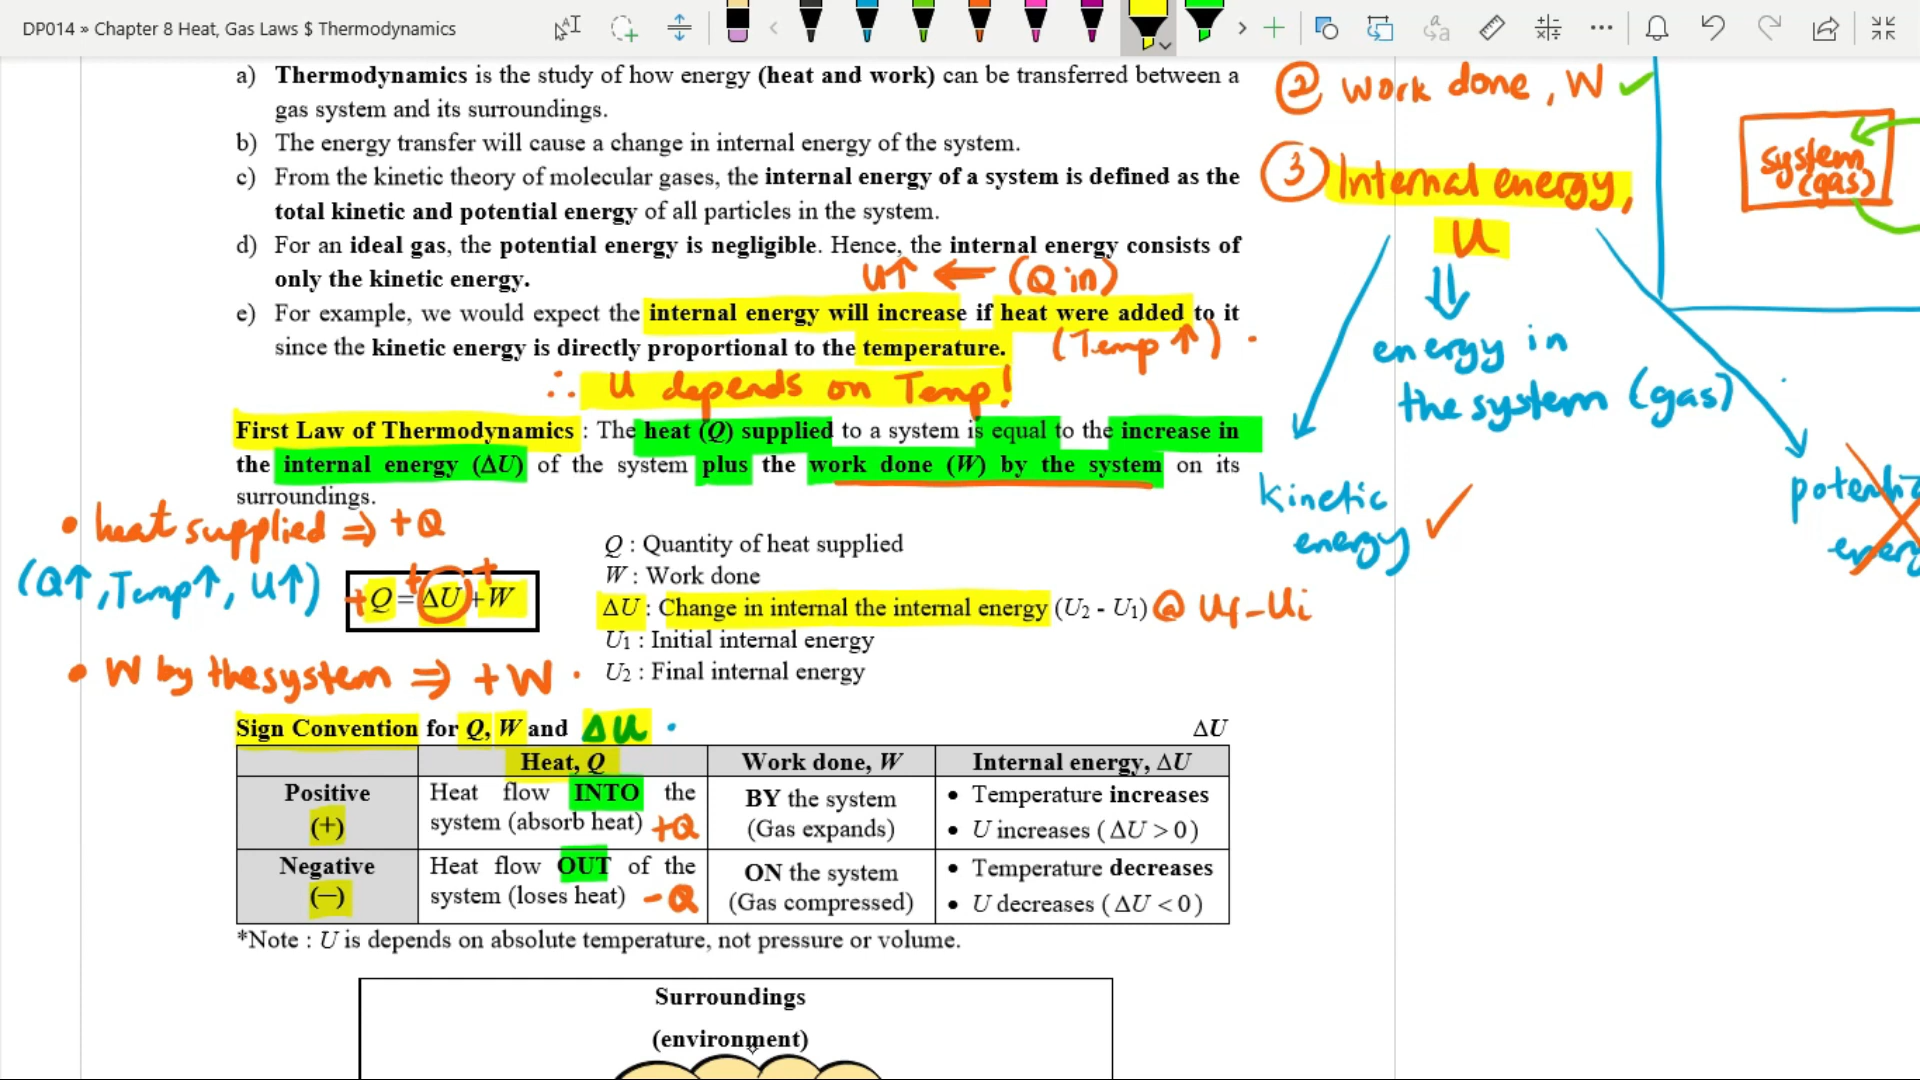 DP014 » Chapter 8 Heat, Gas Laws $ Thermodynamics
a) Thermodynamics is the study of how energy (heat and work) can be transferred between a
gas system and its surroundings.
b) The energy transfer will cause a change in internal energy of the system.
c) From the kinetic theory of molecular gases, the internal energy of a system is defined as the
total kinetic and potential energy of all particles in the system.
d) For an ideal gas, the potential energy is negligible. Hence, the internal energy consists of
only the kinetic energy.
U↑ ← (Q in)
e) For example, we would expect the internal energy will increase if heat were added to it
since the kinetic energy is directly proportional to the temperature. (Temp ↑)
∴ U depends on Temp!
First Law of Thermodynamics : The heat (Q) supplied to a system is equal to the increase in
the internal energy (ΔU) of the system plus the work done (W) by the system on its
surroundings.
• heat supplied ⇒ +Q
(Q↑, Temp↑, U↑)
+ +
+ Q = ΔU + W
• W by the system ⇒ +W
Q : Quantity of heat supplied
W : Work done
ΔU : Change in internal the internal energy (U2 - U1) @ Uf - Ui
U1 : Initial internal energy
U2 : Final internal energy
Sign Convention for Q, W and ΔU
ΔU
Heat, Q Work done, W Internal energy, ΔU
Positive (+)
Heat flow INTO the
system (absorb heat) +Q
BY the system
(Gas expands)
• Temperature increases
• U increases ( ΔU > 0 )
Negative (−)
Heat flow OUT of the
system (loses heat) −Q
ON the system
(Gas compressed)
• Temperature decreases
• U decreases ( ΔU < 0 )
*Note : U is depends on absolute temperature, not pressure or volume.
Surroundings
(environment)
② Work done, W ✓
③ Internal energy,
U
⇓
energy in
the system (gas)
kinetic
energy ✓
system
(gas)